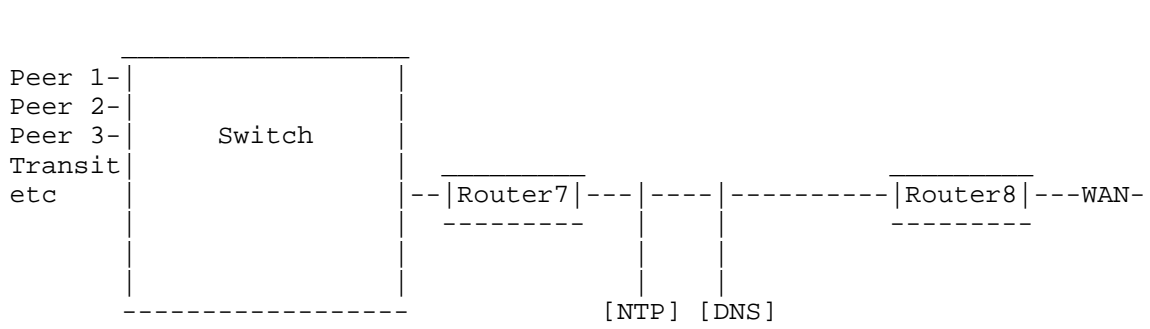 Peer 1-
Peer 2-
Peer 3- Switch
Transit
etc --|Router7|---|----|----------|Router8|---WAN-
[NTP] [DNS]